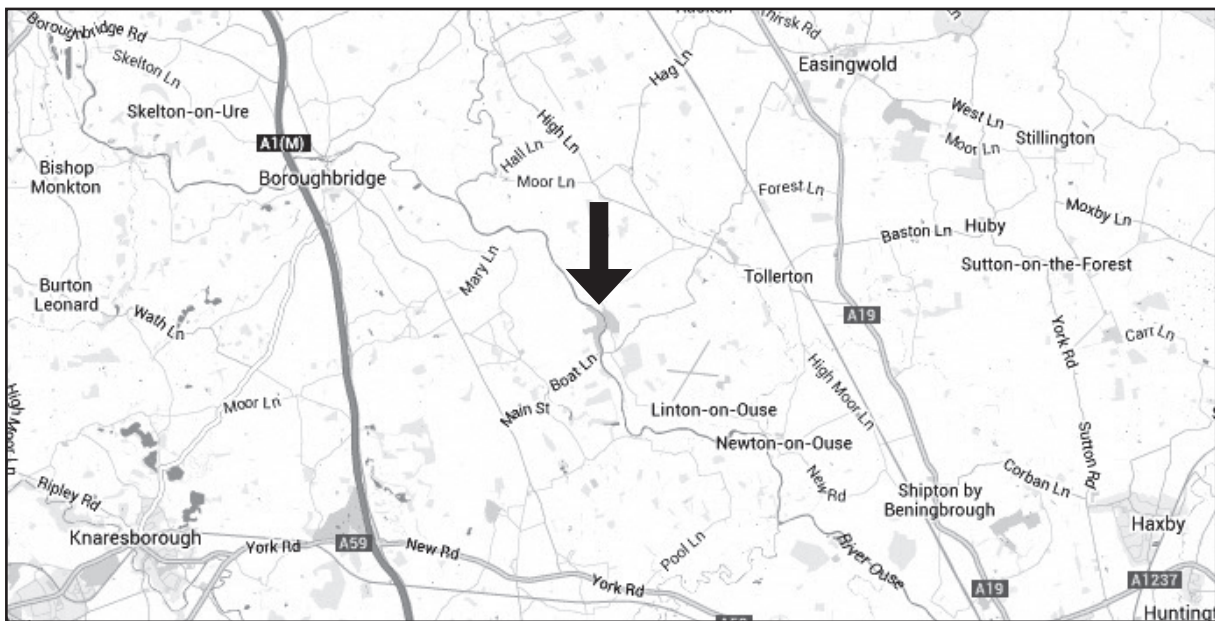 Boroughbridge Rd
Thirsk Rd
Easingwold
Hag Ln
Skelton Ln
Skelton-on-Ure
West Ln
Stillington
Moor Ln
High Ln
Hall Ln
A1(M)
Bishop
Monkton
Boroughbridge
Moor Ln
Forest Ln
Moxby Ln
Baston Ln
Huby
Mary Ln
Tollerton
Sutton-on-the-Forest
Burton
Leonard
Wath Ln
A19
York Rd
Carr Ln
Boat Ln
High Moor Ln
High Moor Ln
Moor Ln
Main St
Linton-on-Ouse
Newton-on-Ouse
Sutton Rd
New Rd
Corban Ln
Ripley Rd
Shipton by
Beningbrough
Knaresborough
York Rd
A59
New Rd
Pool Ln
River Ouse
Haxby
York Rd
A19
A1237
Huntingt